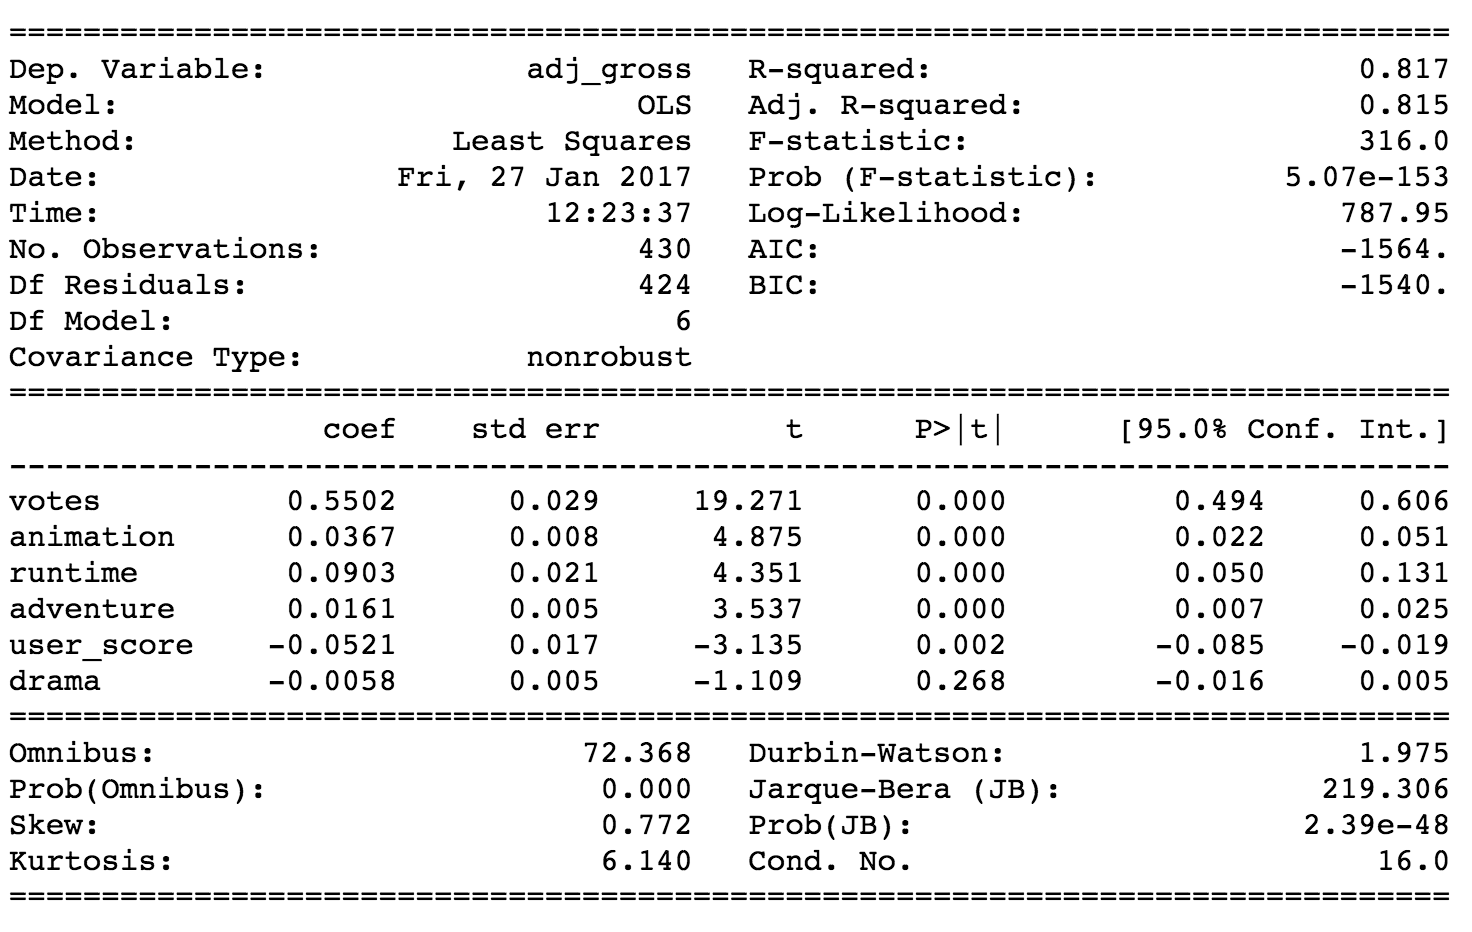 ==============================================================================
Dep. Variable:              adj_gross   R-squared:                       0.817
Model:                            OLS   Adj. R-squared:                  0.815
Method:                 Least Squares   F-statistic:                     316.0
Date:                Fri, 27 Jan 2017   Prob (F-statistic):          5.07e-153
Time:                        12:23:37   Log-Likelihood:                 787.95
No. Observations:                 430   AIC:                            -1564.
Df Residuals:                     424   BIC:                            -1540.
Df Model:                           6
Covariance Type:            nonrobust
==============================================================================
                 coef    std err          t      P>|t|      [95.0% Conf. Int.]
------------------------------------------------------------------------------
votes          0.5502      0.029     19.271      0.000         0.494     0.606
animation      0.0367      0.008      4.875      0.000         0.022     0.051
runtime        0.0903      0.021      4.351      0.000         0.050     0.131
adventure      0.0161      0.005      3.537      0.000         0.007     0.025
user_score    -0.0521      0.017     -3.135      0.002        -0.085    -0.019
drama         -0.0058      0.005     -1.109      0.268        -0.016     0.005
==============================================================================
Omnibus:                       72.368   Durbin-Watson:                   1.975
Prob(Omnibus):                  0.000   Jarque-Bera (JB):              219.306
Skew:                           0.772   Prob(JB):                     2.39e-48
Kurtosis:                       6.140   Cond. No.                         16.0
==============================================================================